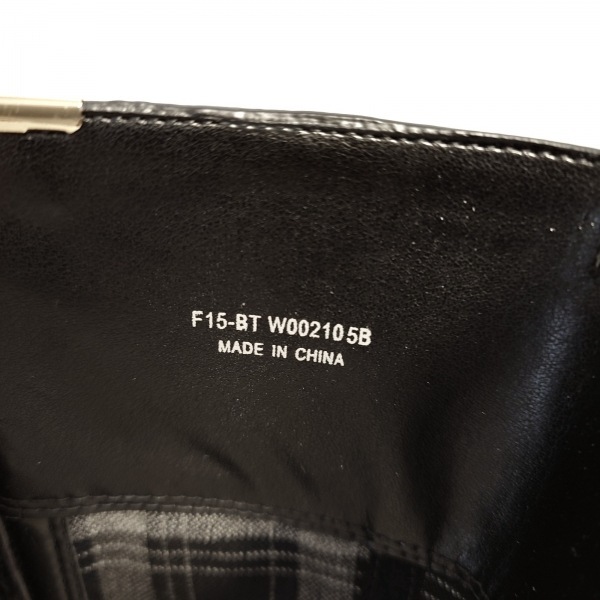 F15-BT W002105B
MADE IN CHINA